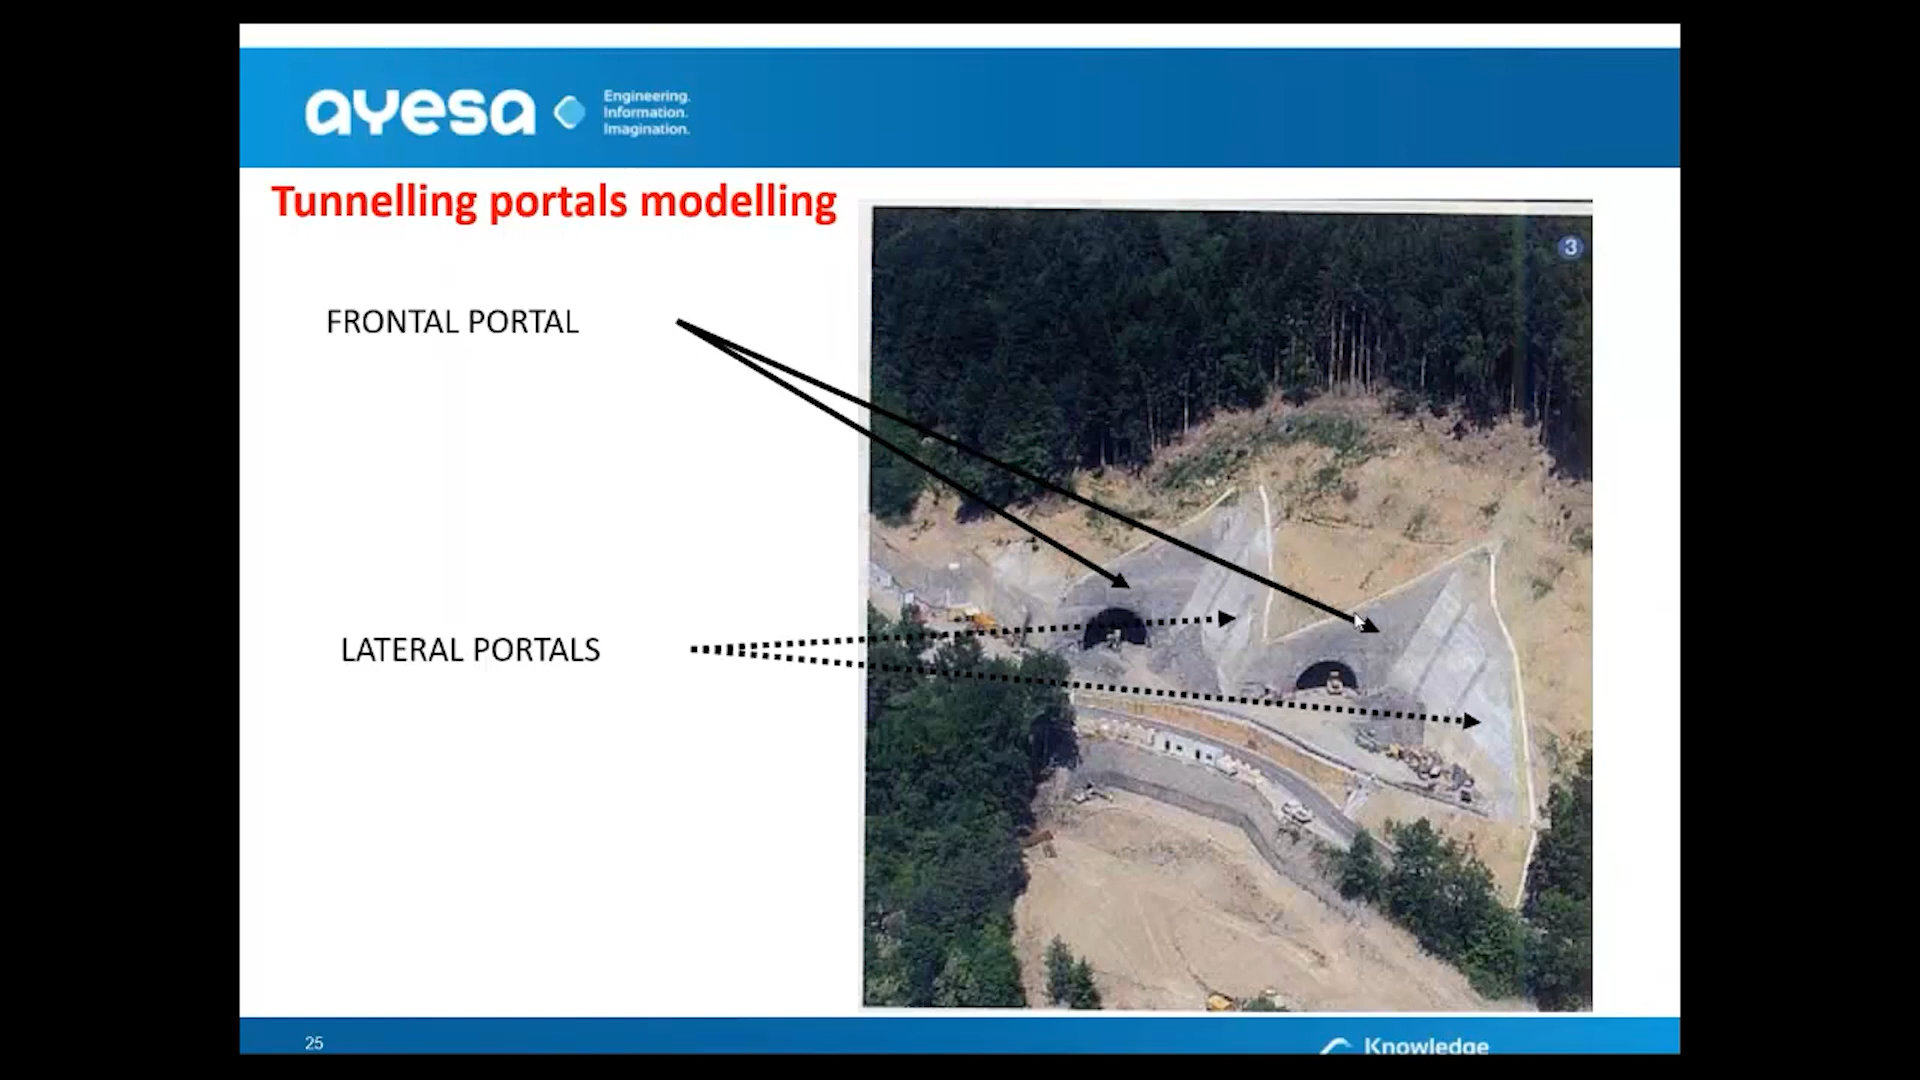 ayesa
Engineering.
Information.
Imagination.
Tunnelling portals modelling
3
FRONTAL PORTAL
LATERAL PORTALS
25
Knowledge